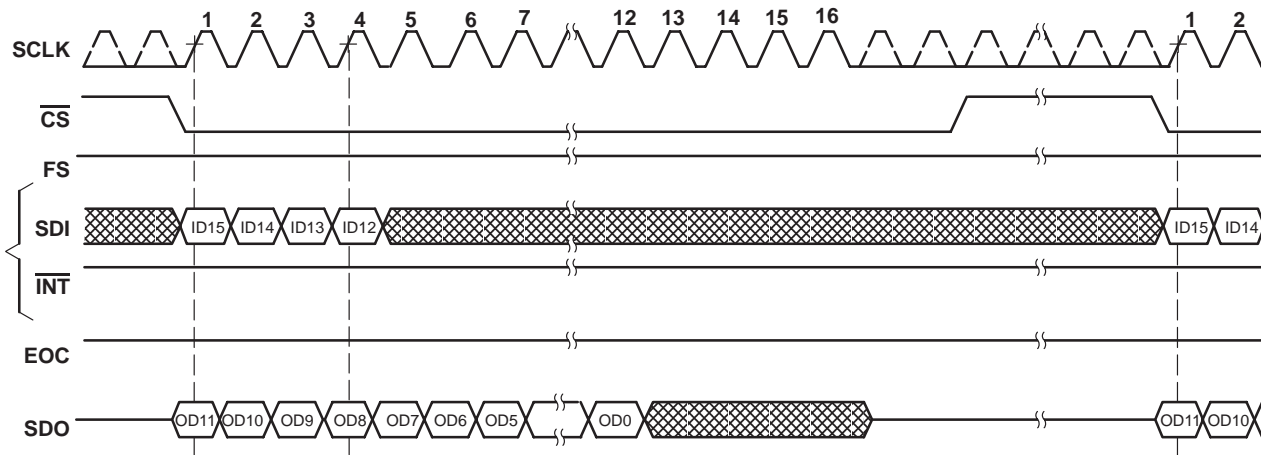 1 2 3 4 5 6 7 12 13 14 15 16 1 2
SCLK
CS
FS
SDI ID15 ID14 ID13 ID12 ID15 ID14
INT
EOC
SDO OD11 OD10 OD9 OD8 OD7 OD6 OD5 OD0 OD11 OD10